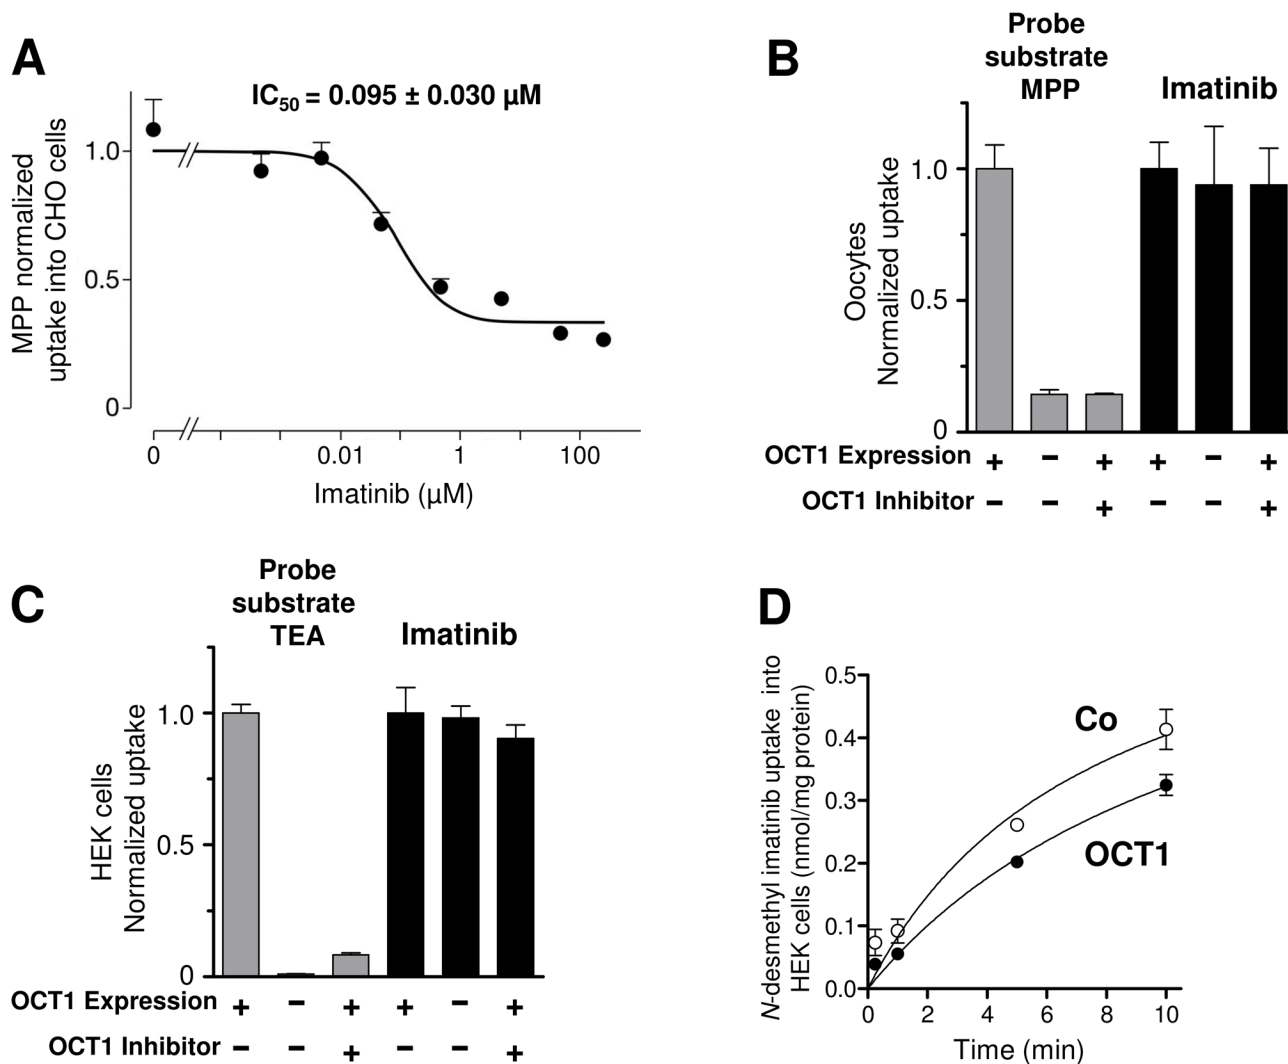 A
IC50 = 0.095 ± 0.030 µM
MPP normalized
uptake into CHO cells
1.0
0.5
0
0
0.01
1
100
Imatinib (µM)
B
Probe
substrate
MPP
Imatinib
Oocytes
Normalized uptake
1.0
0.5
0
OCT1 Expression + − + + − +
OCT1 Inhibitor − − + − − +
C
Probe
substrate
TEA
Imatinib
HEK cells
Normalized uptake
1.0
0.5
0
OCT1 Expression + − + + − +
OCT1 Inhibitor − − + − − +
D
N-desmethyl imatinib uptake into
HEK cells (nmol/mg protein)
0.5
0.4
0.3
0.2
0.1
0.0
Co
OCT1
0 2 4 6 8 10
Time (min)